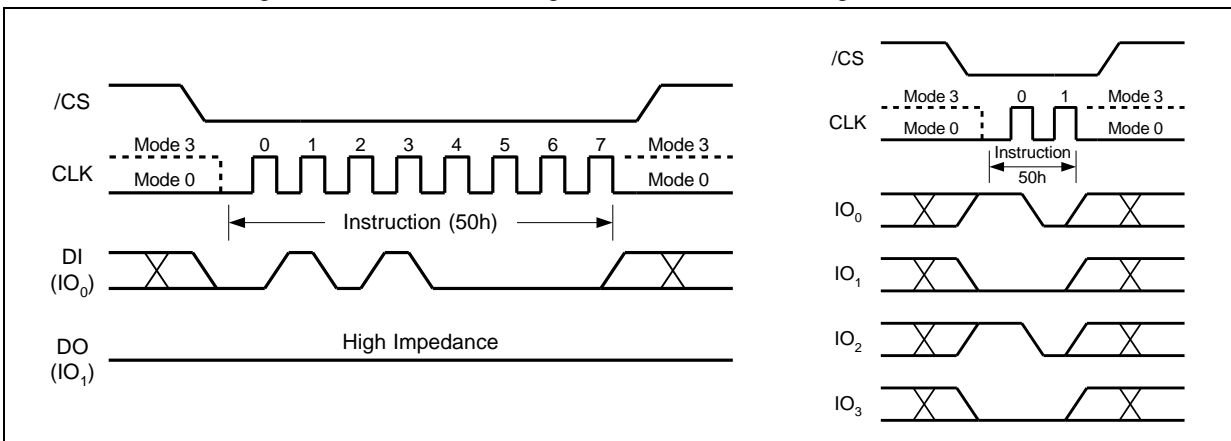 /CS
Mode 3
0 1 2 3 4 5 6 7
Mode 3
CLK
Mode 0
Mode 0
Instruction (50h)
DI
(IO0)
DO
(IO1)
High Impedance
/CS
Mode 3
0 1
Mode 3
CLK
Mode 0
Mode 0
Instruction
50h
IO0
IO1
IO2
IO3